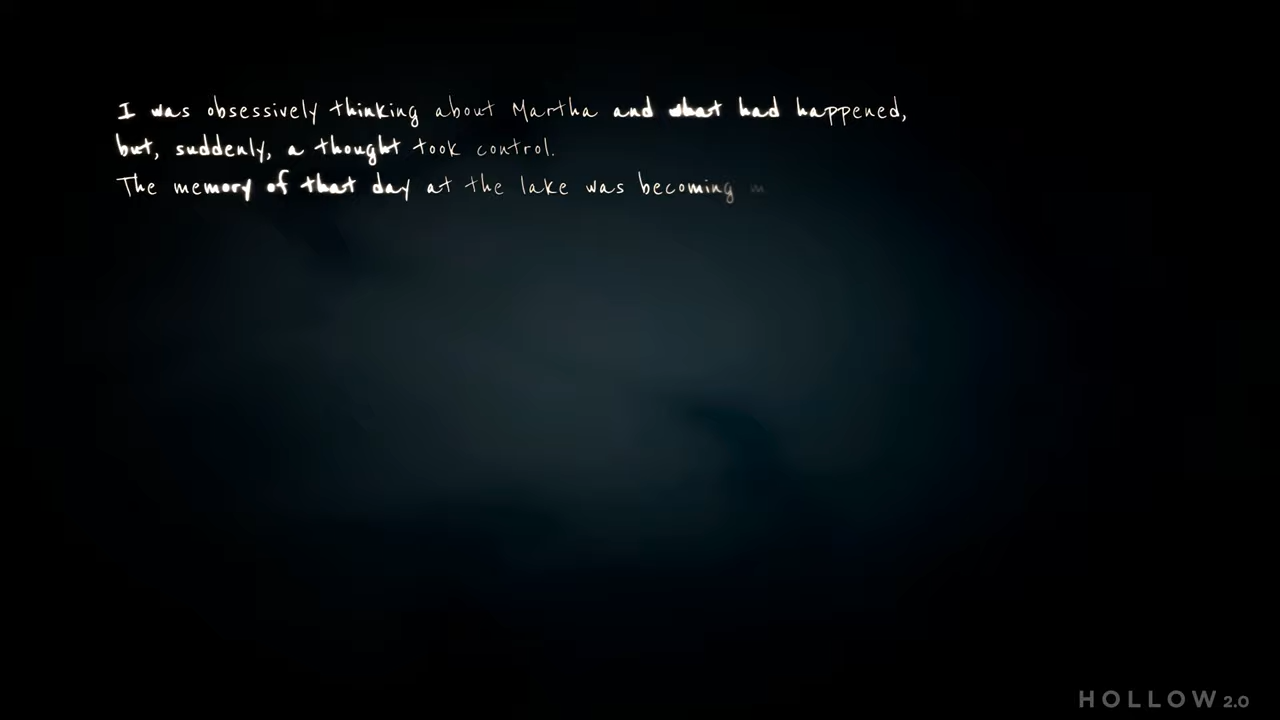 I was obsessively thinking about Martha and what had happened,
but, suddenly, a thought took control.
The memory of that day at the lake was becoming m
HOLLOW 2.0